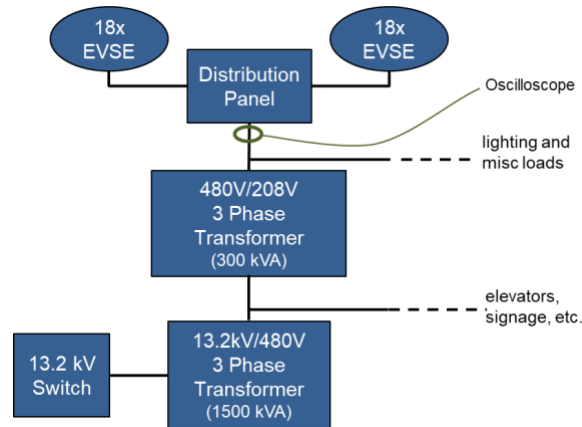 18x
EVSE
18x
EVSE
Distribution
Panel
Oscilloscope
lighting and
misc loads
480V/208V
3 Phase
Transformer
(300 kVA)
elevators,
signage, etc.
13.2 kV
Switch
13.2kV/480V
3 Phase
Transformer
(1500 kVA)